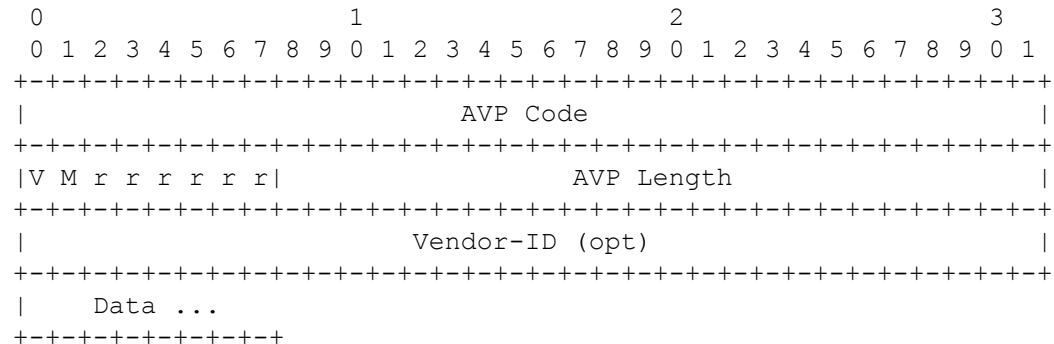 0                   1                   2                   3
 0 1 2 3 4 5 6 7 8 9 0 1 2 3 4 5 6 7 8 9 0 1 2 3 4 5 6 7 8 9 0 1
+-+-+-+-+-+-+-+-+-+-+-+-+-+-+-+-+-+-+-+-+-+-+-+-+-+-+-+-+-+-+-+-+
|                           AVP Code                            |
+-+-+-+-+-+-+-+-+-+-+-+-+-+-+-+-+-+-+-+-+-+-+-+-+-+-+-+-+-+-+-+-+
|V M r r r r r r|                  AVP Length                   |
+-+-+-+-+-+-+-+-+-+-+-+-+-+-+-+-+-+-+-+-+-+-+-+-+-+-+-+-+-+-+-+-+
|                        Vendor-ID (opt)                        |
+-+-+-+-+-+-+-+-+-+-+-+-+-+-+-+-+-+-+-+-+-+-+-+-+-+-+-+-+-+-+-+-+
|    Data ...
+-+-+-+-+-+-+-+-+